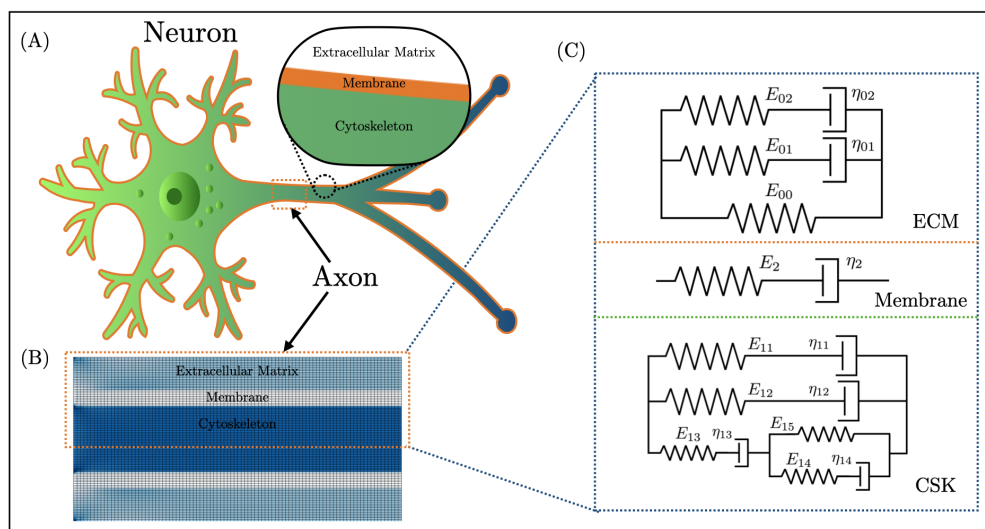 (A)
Neuron
Extracellular Matrix
Membrane
Cytoskeleton
Axon
(B)
Extracellular Matrix
Membrane
Cytoskeleton
(C)
E₀₂ η₀₂
E₀₁ η₀₁
E₀₀
ECM
E₂ η₂
Membrane
E₁₁ η₁₁
E₁₂ η₁₂
E₁₃ η₁₃ E₁₅
E₁₄ η₁₄
CSK